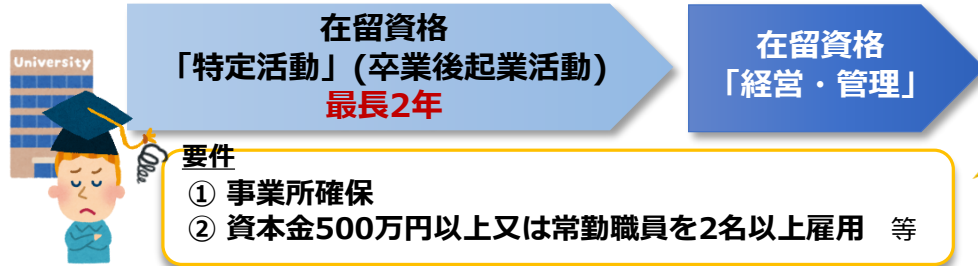 University
在留資格
「特定活動」(卒業後起業活動)
最長2年
在留資格
「経営・管理」
要件
① 事業所確保
② 資本金500万円以上又は常勤職員を2名以上雇用　等